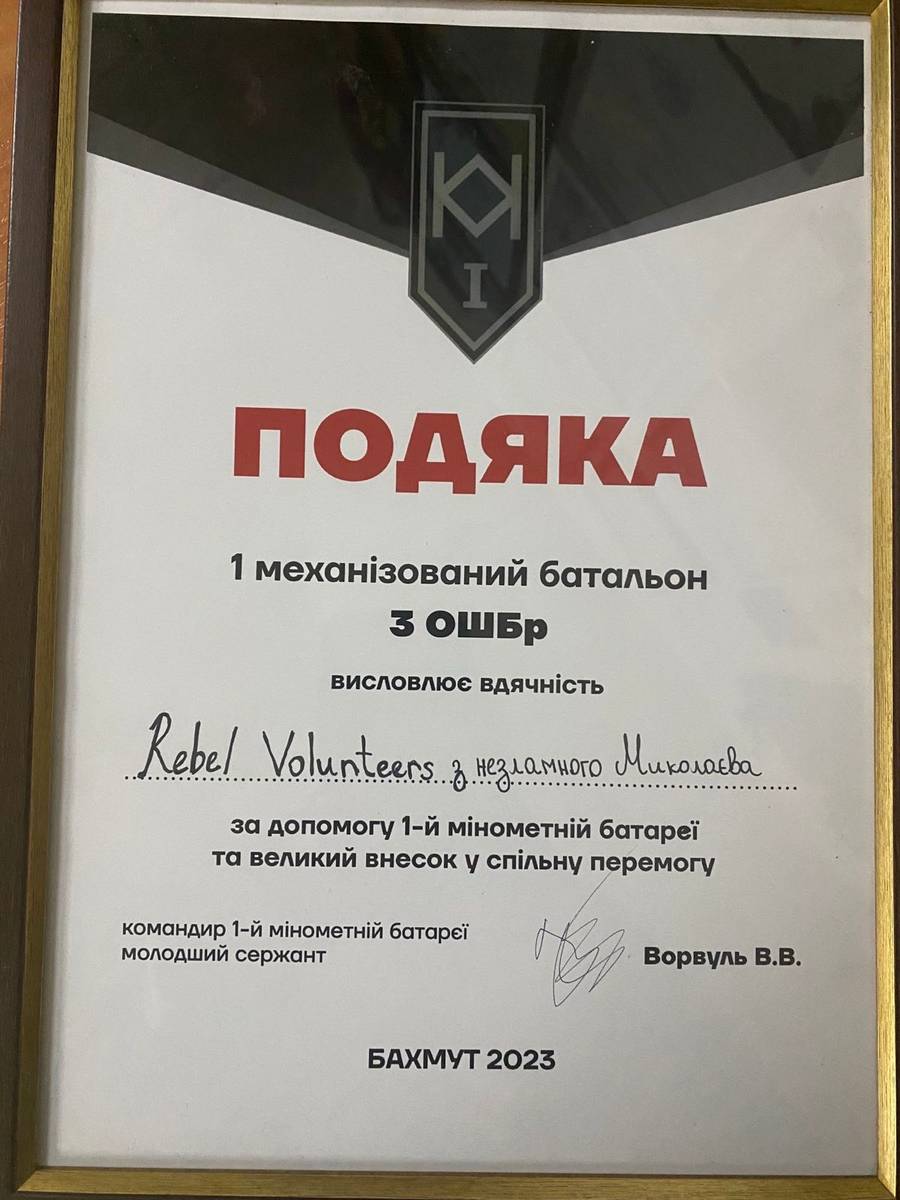 I
ПОДЯКА
1 механізований батальон
3 ОШБр
висловлює вдячність
Rebel Volunteers з незламного Миколаєва
за допомогу 1-й мінометній батареї
та великий внесок у спільну перемогу
командир 1-й мінометній батареї
молодший сержант
Ворвуль В.В.
БАХМУТ 2023